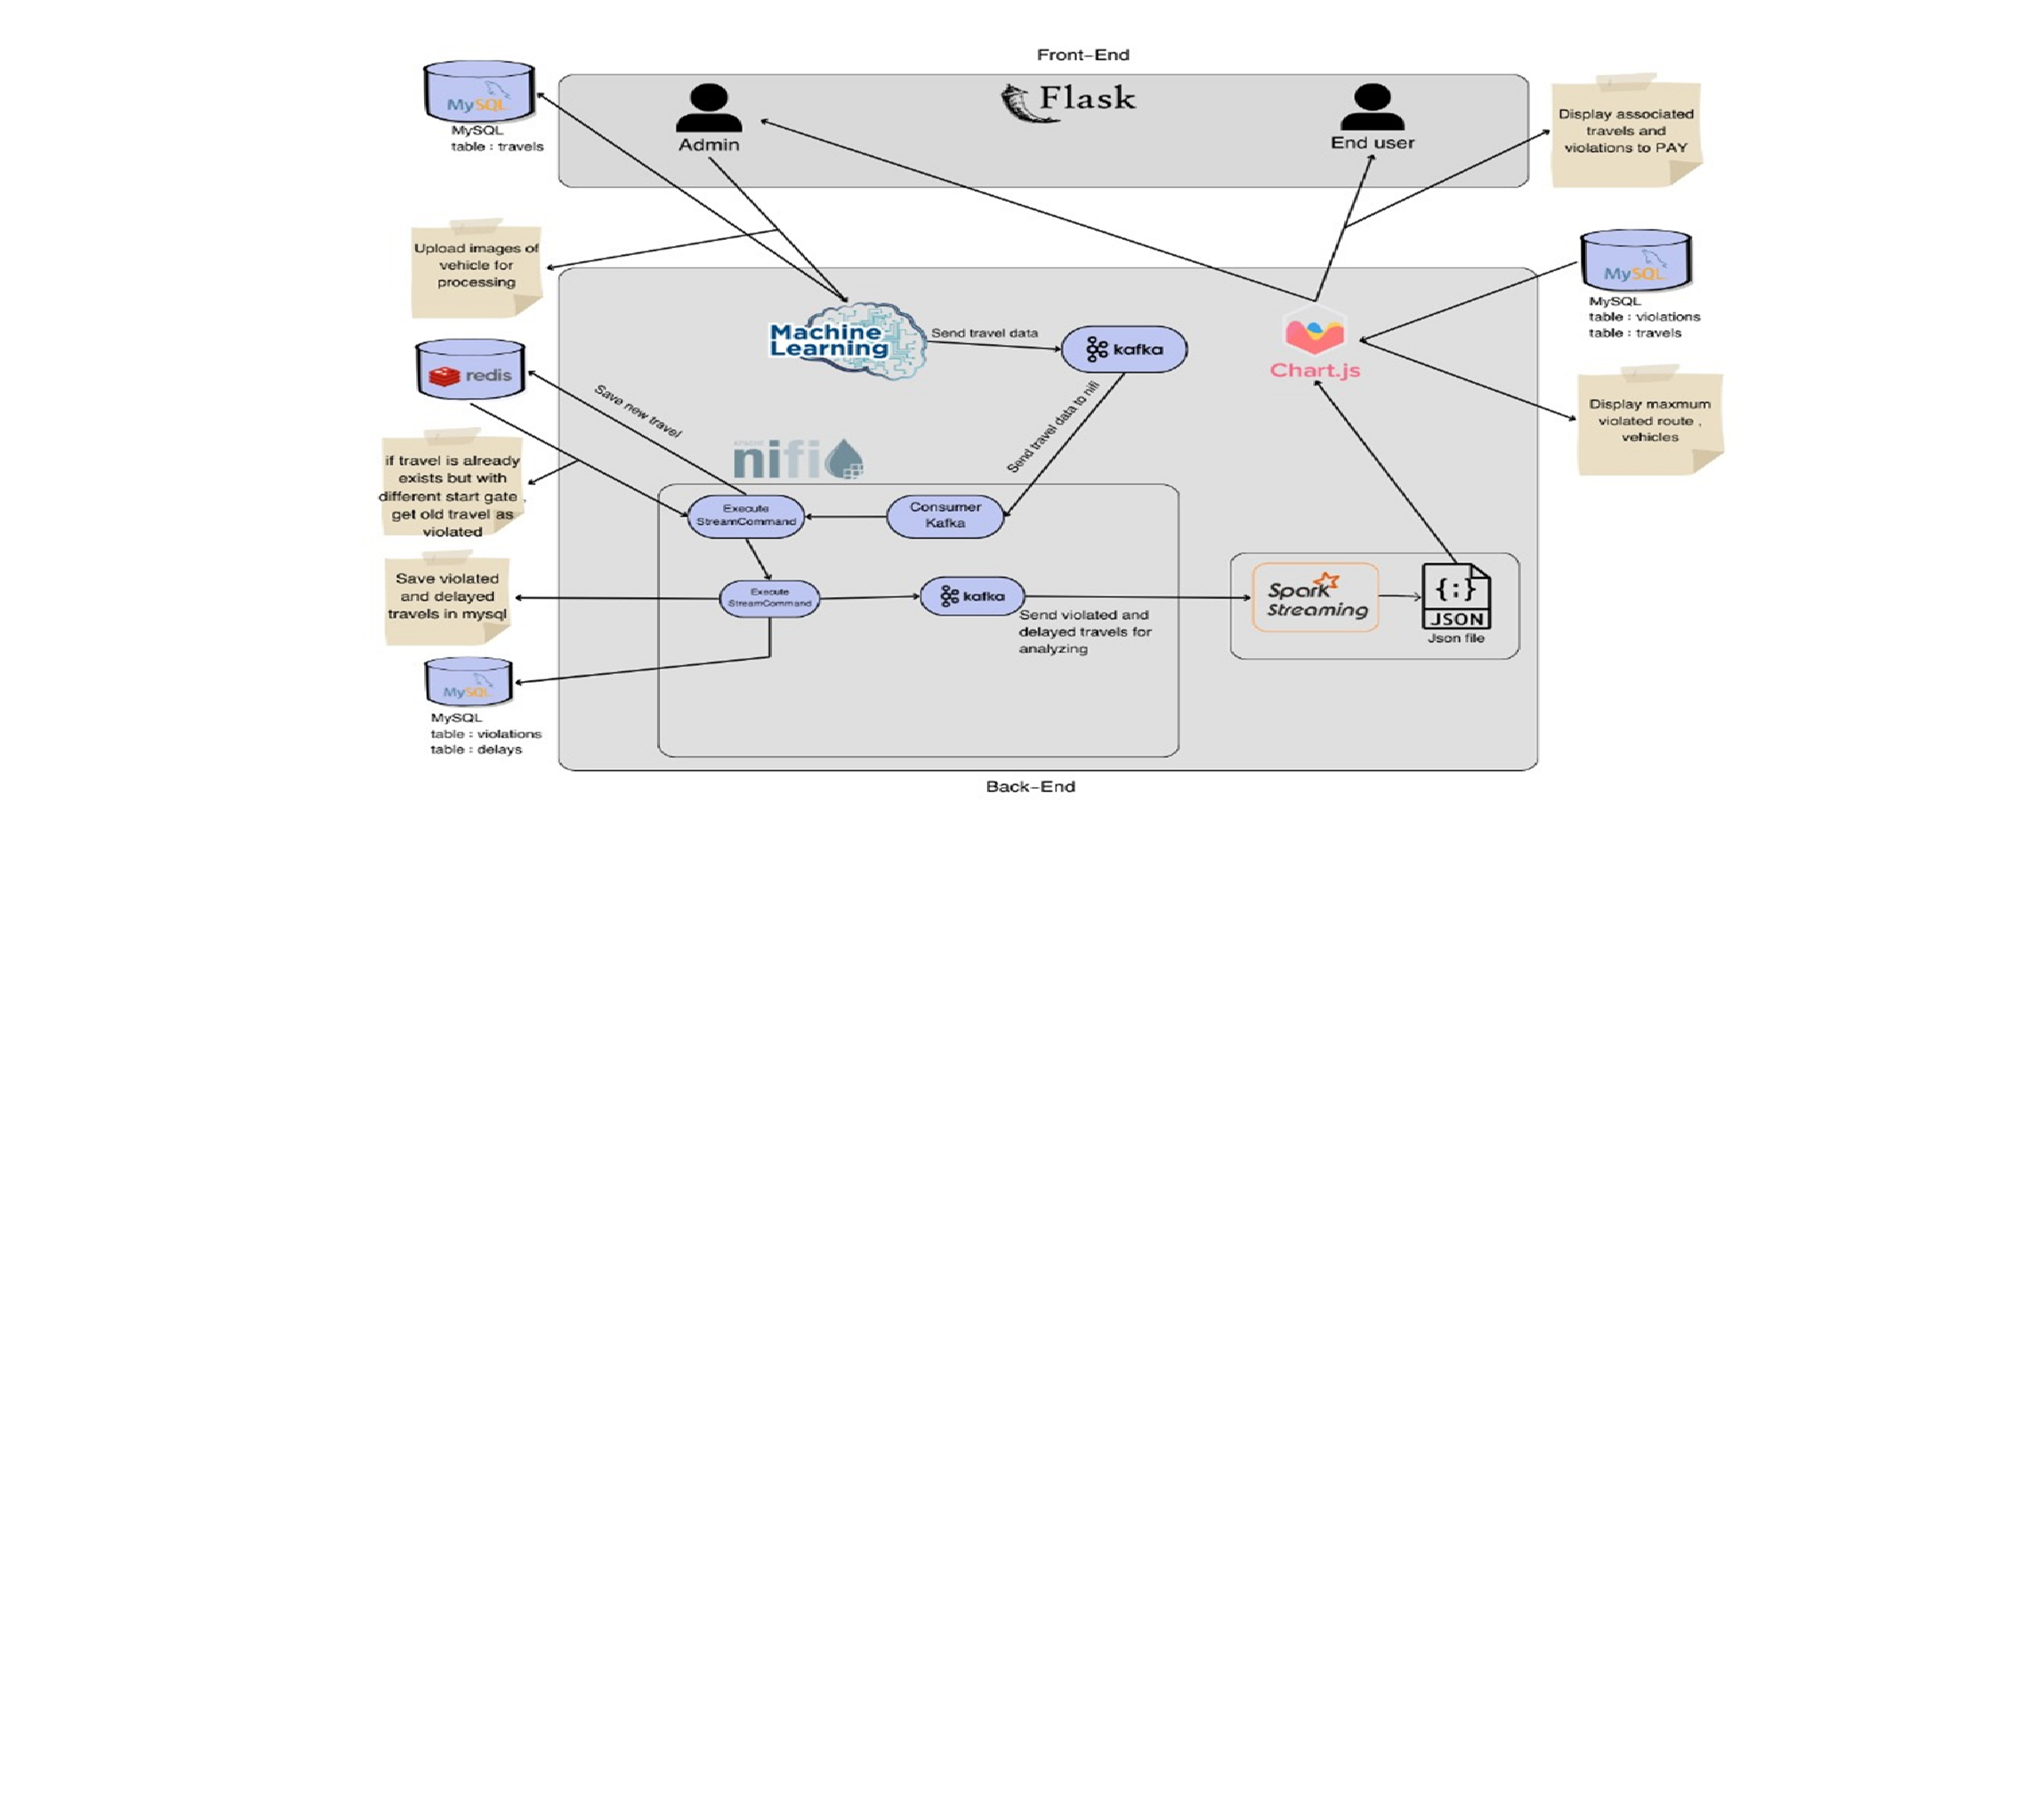 Front-End
MySQL
MySQL
table : travels
Admin
Flask
End user
Display associated
travels and
violations to PAY
Upload images of
vehicle for
processing
MySQL
MySQL
table : violations
table : travels
Machine
Learning
Send travel data
kafka
Chart.js
redis
Save new travel
Send travel data to nifi
Display maxmum
violated route ,
vehicles
nifi
if travel is already
exists but with
different start gate ,
get old travel as
violated
Execute
StreamCommand
Consumer
Kafka
Save violated
and delayed
travels in mysql
Execute
StreamCommand
kafka
Send violated and
delayed travels for
analyzing
Spark
Streaming
{:}
JSON
Json file
MySQL
MySQL
table : violations
table : delays
Back-End